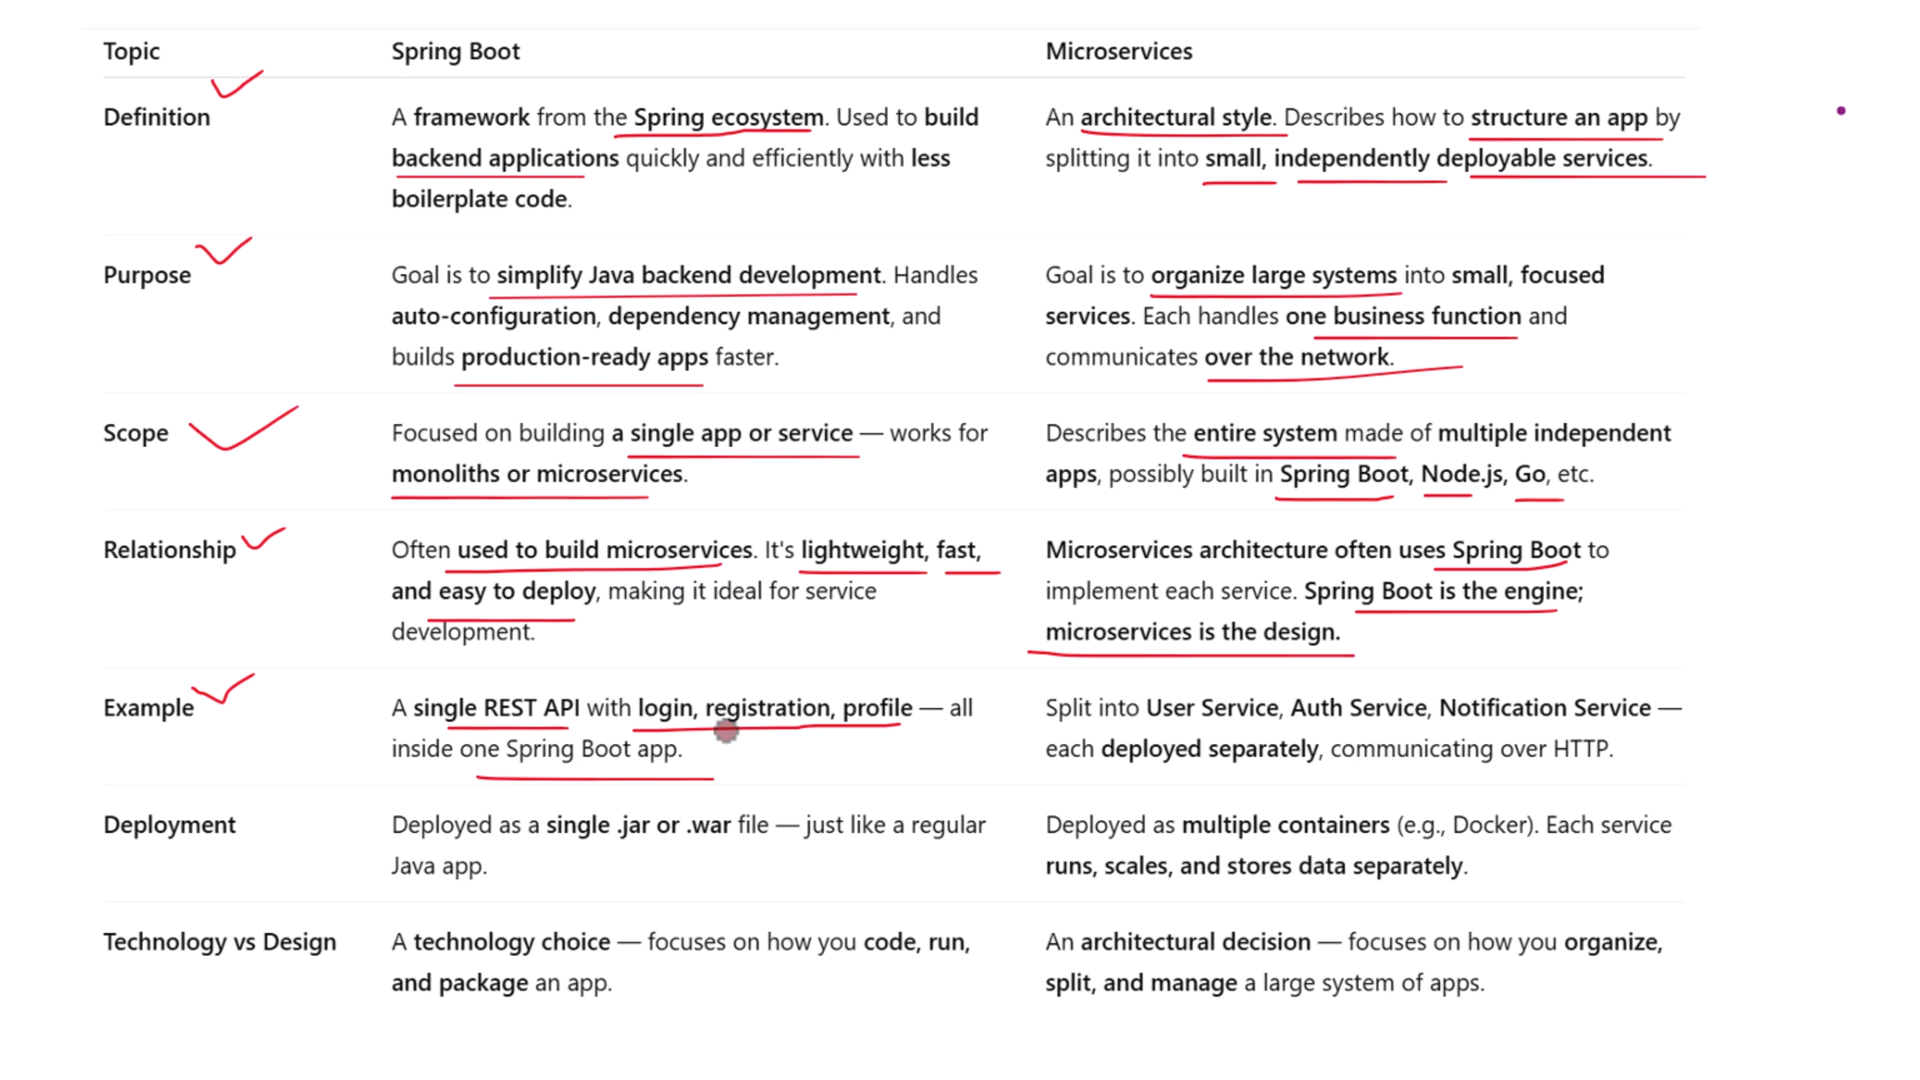 Topic Spring Boot Microservices
Definition A framework from the Spring ecosystem. Used to build An architectural style. Describes how to structure an app by
backend applications quickly and efficiently with less splitting it into small, independently deployable services.
boilerplate code.
Purpose Goal is to simplify Java backend development. Handles Goal is to organize large systems into small, focused
auto-configuration, dependency management, and services. Each handles one business function and
builds production-ready apps faster. communicates over the network.
Scope Focused on building a single app or service — works for Describes the entire system made of multiple independent
monoliths or microservices. apps, possibly built in Spring Boot, Node.js, Go, etc.
Relationship Often used to build microservices. It's lightweight, fast, Microservices architecture often uses Spring Boot to
and easy to deploy, making it ideal for service implement each service. Spring Boot is the engine;
development. microservices is the design.
Example A single REST API with login, registration, profile — all Split into User Service, Auth Service, Notification Service —
inside one Spring Boot app. each deployed separately, communicating over HTTP.
Deployment Deployed as a single .jar or .war file — just like a regular Deployed as multiple containers (e.g., Docker). Each service
Java app. runs, scales, and stores data separately.
Technology vs Design A technology choice — focuses on how you code, run, An architectural decision — focuses on how you organize,
and package an app. split, and manage a large system of apps.